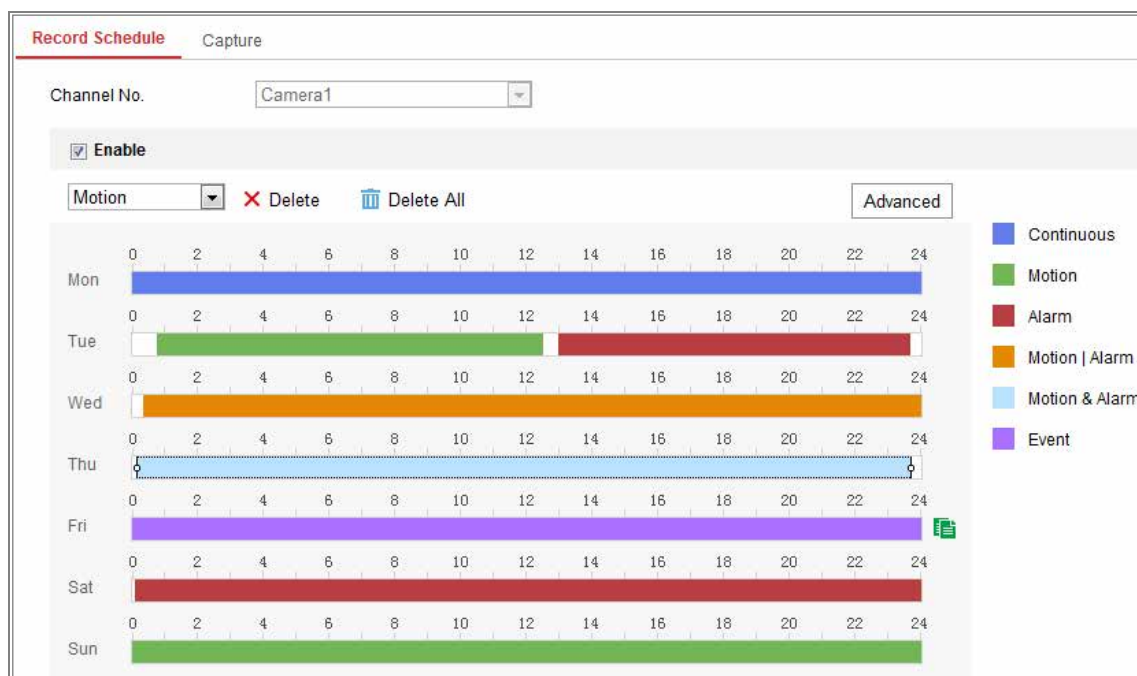 Record Schedule Capture
Channel No. Camera1
Enable
Motion Delete Delete All Advanced
Continuous
0 2 4 6 8 10 12 14 16 18 20 22 24
Mon
Motion
0 2 4 6 8 10 12 14 16 18 20 22 24
Alarm
Tue
Motion | Alarm
0 2 4 6 8 10 12 14 16 18 20 22 24
Wed
Motion & Alarm
0 2 4 6 8 10 12 14 16 18 20 22 24
Event
Thu
0 2 4 6 8 10 12 14 16 18 20 22 24
Fri
0 2 4 6 8 10 12 14 16 18 20 22 24
Sat
0 2 4 6 8 10 12 14 16 18 20 22 24
Sun